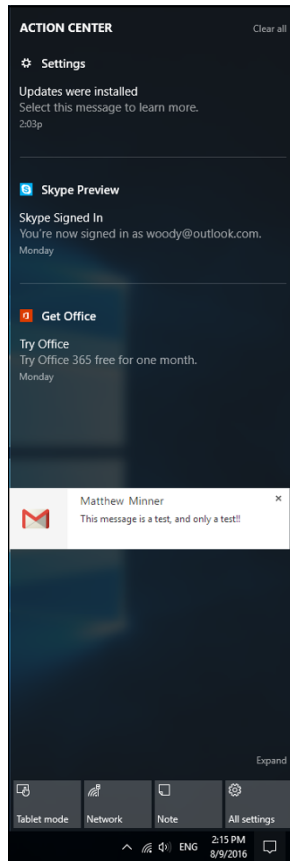 ACTION CENTER Clear all
Settings
Updates were installed
Select this message to learn more.
2:03p
Skype Preview
Skype Signed In
You're now signed in as woody@outlook.com.
Monday
Get Office
Try Office
Try Office 365 free for one month.
Monday
Matthew Minner ×
This message is a test, and only a test!!
Expand
Tablet mode Network Note All settings
ENG 2:15 PM
8/9/2016